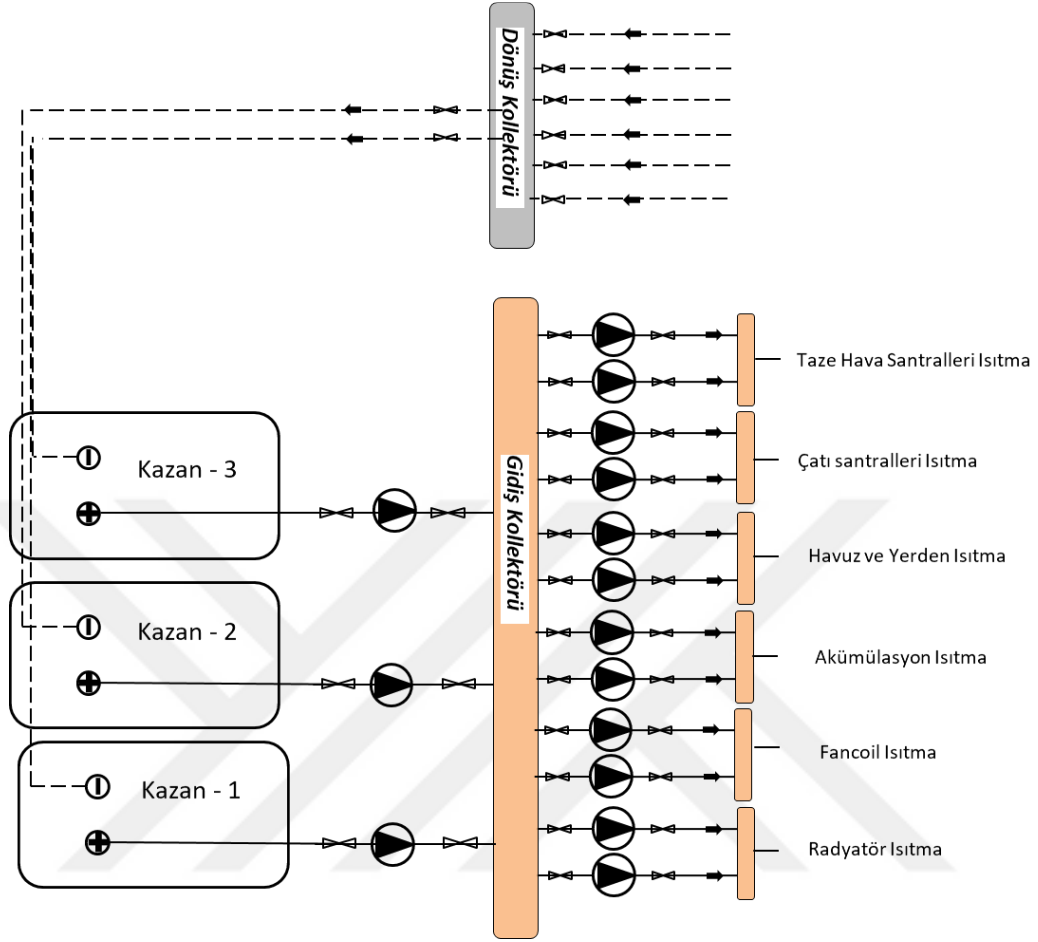 Dönüş Kollektörü
Gidiş Kollektörü
Taze Hava Santralleri Isıtma
Çatı santralleri Isıtma
Havuz ve Yerden Isıtma
Akümülasyon Isıtma
Fancoil Isıtma
Radyatör Isıtma
Kazan - 3
Kazan - 2
Kazan - 1